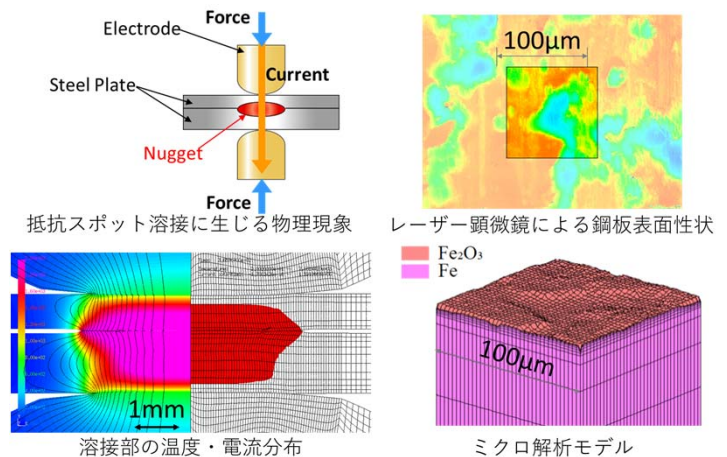 Force
Electrode
Current
Steel Plate
Nugget
Force
抵抗スポット溶接に生じる物理現象
100μm
レーザー顕微鏡による鋼板表面性状
1mm
溶接部の温度・電流分布
Fe₂O₃
Fe
100μm
ミクロ解析モデル